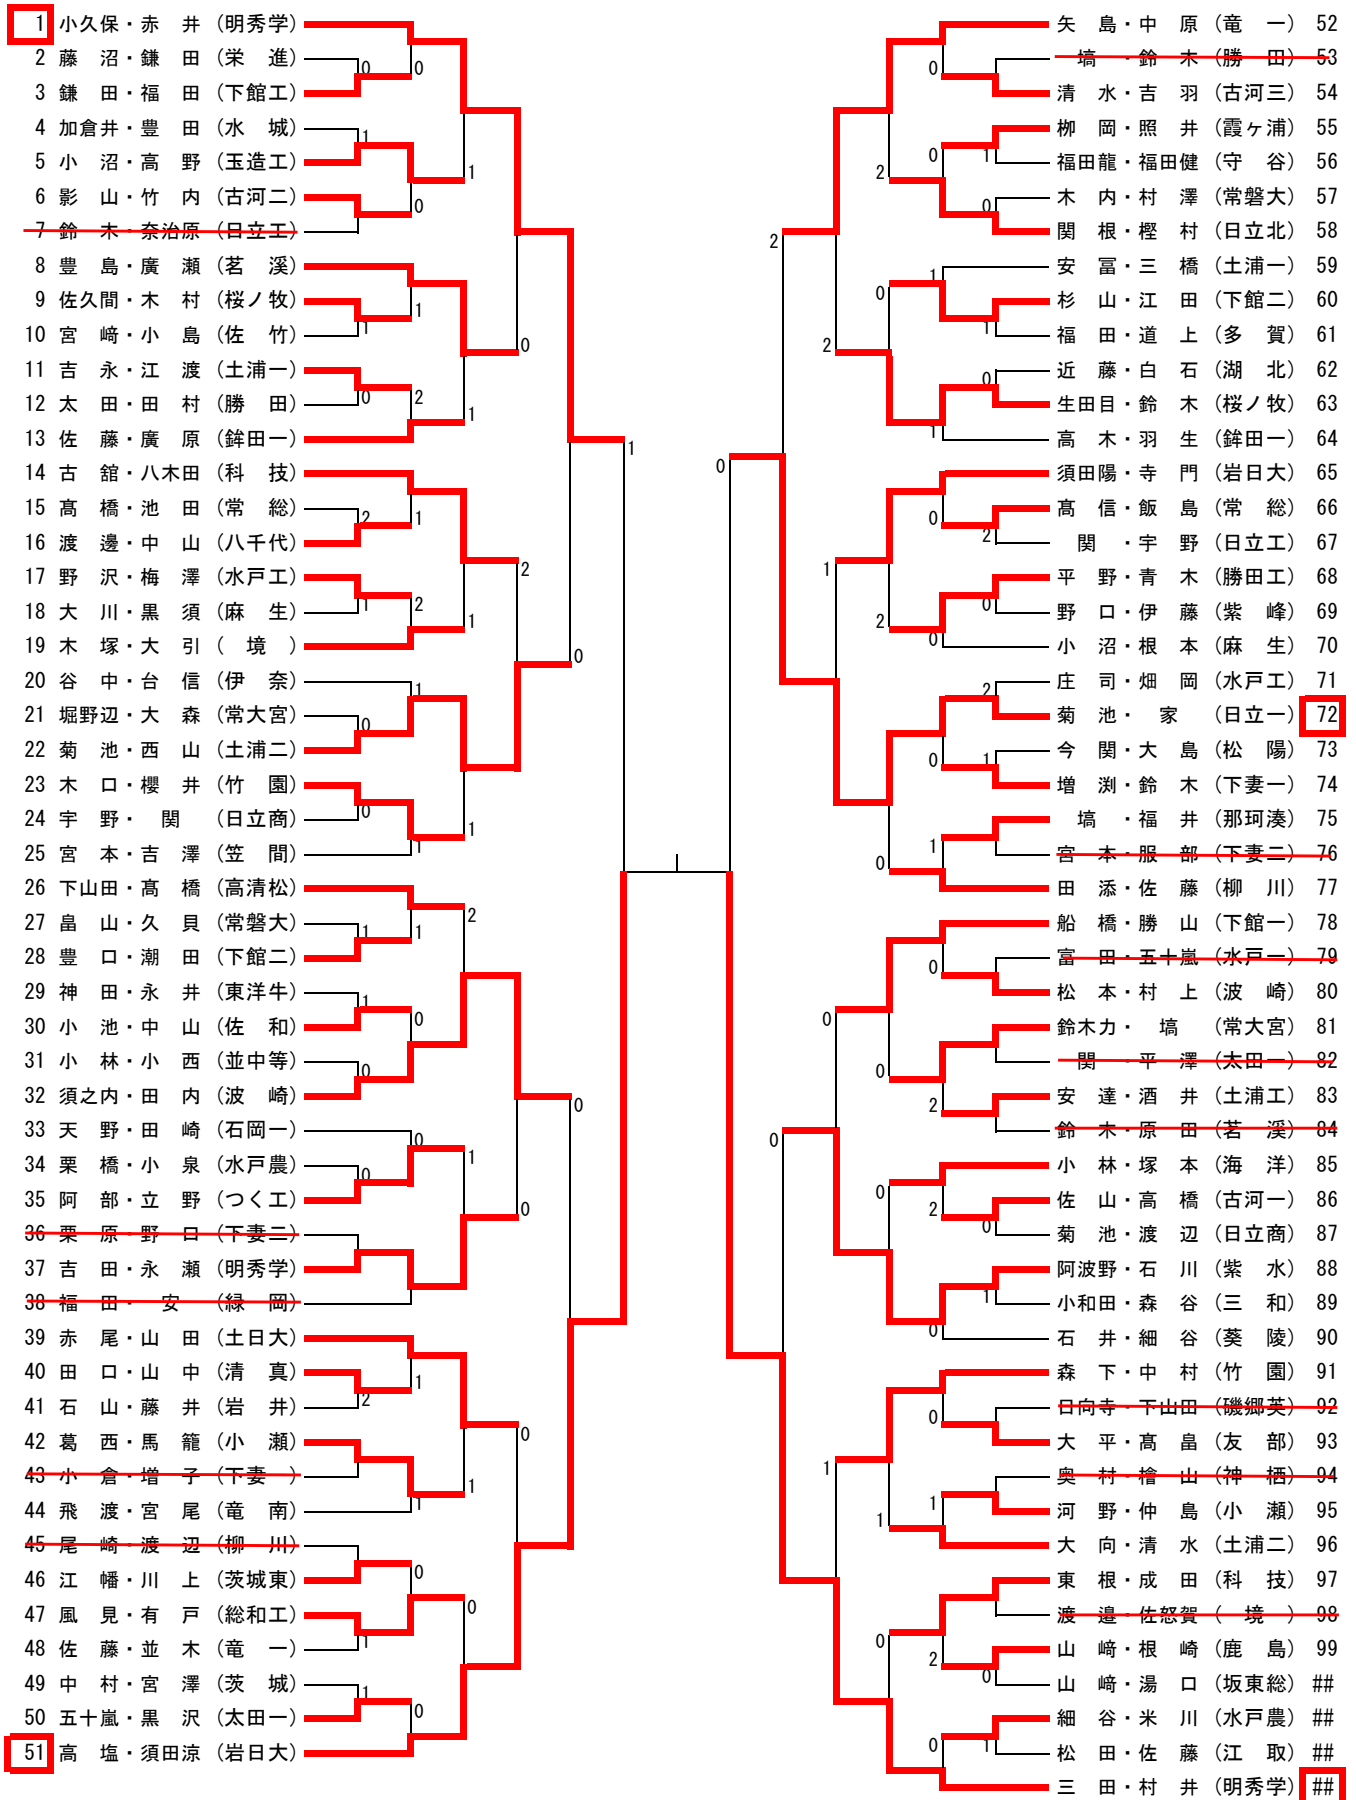 1 小久保・赤　井 (明秀学)
2 藤　沼・鎌　田 (栄　進)
3 鎌　田・福　田 (下館工)
4 加倉井・豊　田 (水　城)
5 小　沼・高　野 (玉造工)
6 影　山・竹　内 (古河二)
7 鈴　木・奈治原 (日立工)
8 豊　島・廣　瀬 (茗　溪)
9 佐久間・木　村 (桜ノ牧)
10 宮　﨑・小　島 (佐　竹)
11 吉　永・江　渡 (土浦一)
12 太　田・田　村 (勝　田)
13 佐　藤・廣　原 (鉾田一)
14 古　舘・八木田 (科　技)
15 髙　橋・池　田 (常　総)
16 渡　邊・中　山 (八千代)
17 野　沢・梅　澤 (水戸工)
18 大　川・黒　須 (麻　生)
19 木　塚・大　引 (　境　)
20 谷　中・台　信 (伊　奈)
21 堀野辺・大　森 (常大宮)
22 菊　池・西　山 (土浦二)
23 木　口・櫻　井 (竹　園)
24 宇　野・　関　 (日立商)
25 宮　本・吉　澤 (笠　間)
26 下山田・髙　橋 (高清松)
27 畠　山・久　貝 (常磐大)
28 豊　口・潮　田 (下館二)
29 神　田・永　井 (東洋牛)
30 小　池・中　山 (佐　和)
31 小　林・小　西 (並中等)
32 須之内・田　内 (波　崎)
33 天　野・田　崎 (石岡一)
34 栗　橋・小　泉 (水戸農)
35 阿　部・立　野 (つく工)
36 栗　原・野　口 (下妻二)
37 吉　田・永　瀬 (明秀学)
38 福　田・　安　 (緑　岡)
39 赤　尾・山　田 (土日大)
40 田　口・山　中 (清　真)
41 石　山・藤　井 (岩　井)
42 葛　西・馬　籠 (小　瀬)
43 小　倉・増　子 (下妻　)
44 飛　渡・宮　尾 (竜　南)
45 尾　崎・渡　辺 (柳　川)
46 江　幡・川　上 (茨城東)
47 風　見・有　戸 (総和工)
48 佐　藤・並　木 (竜　一)
49 中　村・宮　澤 (茨　城)
50 五十嵐・黒　沢 (太田一)
51 高　塩・須田涼 (岩日大)
矢　島・中　原 (竜　一) 52
塙　・鈴　木 (勝　田) 53
清　水・吉　羽 (古河三) 54
栁　岡・照　井 (霞ヶ浦) 55
福田龍・福田健 (守　谷) 56
木　内・村　澤 (常磐大) 57
関　根・樫　村 (日立北) 58
安　冨・三　橋 (土浦一) 59
杉　山・江　田 (下館二) 60
福　田・道　上 (多　賀) 61
近　藤・白　石 (湖　北) 62
生田目・鈴　木 (桜ノ牧) 63
高　木・羽　生 (鉾田一) 64
須田陽・寺　門 (岩日大) 65
髙　信・飯　島 (常　総) 66
関　・宇　野 (日立工) 67
平　野・青　木 (勝田工) 68
野　口・伊　藤 (紫　峰) 69
小　沼・根　本 (麻　生) 70
庄　司・畑　岡 (水戸工) 71
菊　池・　家　 (日立一) 72
今　関・大　島 (松　陽) 73
増　渕・鈴　木 (下妻一) 74
塙　・福　井 (那珂湊) 75
宮　本・服　部 (下妻二) 76
田　添・佐　藤 (柳　川) 77
船　橋・勝　山 (下館一) 78
富　田・五十嵐 (水戸一) 79
松　本・村　上 (波　崎) 80
鈴木力・　塙　 (常大宮) 81
関　・平　澤 (太田一) 82
安　達・酒　井 (土浦工) 83
鈴　木・原　田 (茗　溪) 84
小　林・塚　本 (海　洋) 85
佐　山・高　橋 (古河一) 86
菊　池・渡　辺 (日立商) 87
阿波野・石　川 (紫　水) 88
小和田・森　谷 (三　和) 89
石　井・細　谷 (葵　陵) 90
森　下・中　村 (竹　園) 91
日向寺・下山田 (磯郷英) 92
大　平・髙　畠 (友　部) 93
奥　村・檜　山 (神　栖) 94
河　野・仲　島 (小　瀬) 95
大　向・清　水 (土浦二) 96
東　根・成　田 (科　技) 97
渡　邉・佐怒賀 (　境　) 98
山　﨑・根　崎 (鹿　島) 99
山　﨑・湯　口 (坂東総) ##
細　谷・米　川 (水戸農) ##
松　田・佐　藤 (江　取) ##
三　田・村　井 (明秀学) ##